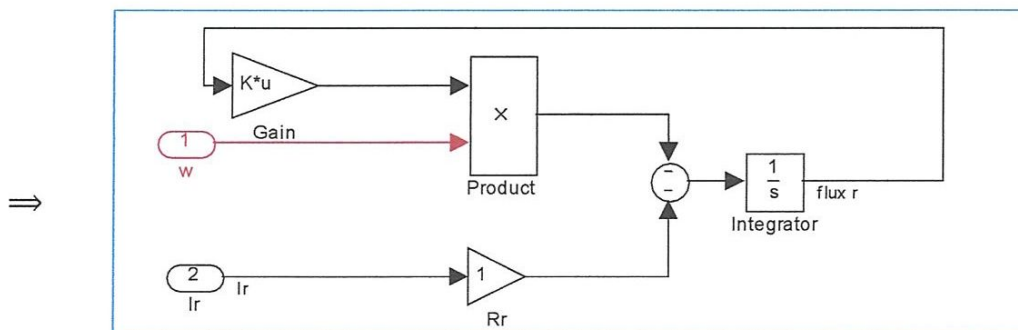 K*u
Gain
1
w
×
Product
⇒
-
-
1
s
Integrator
flux r
2
Ir
Ir
1
Rr